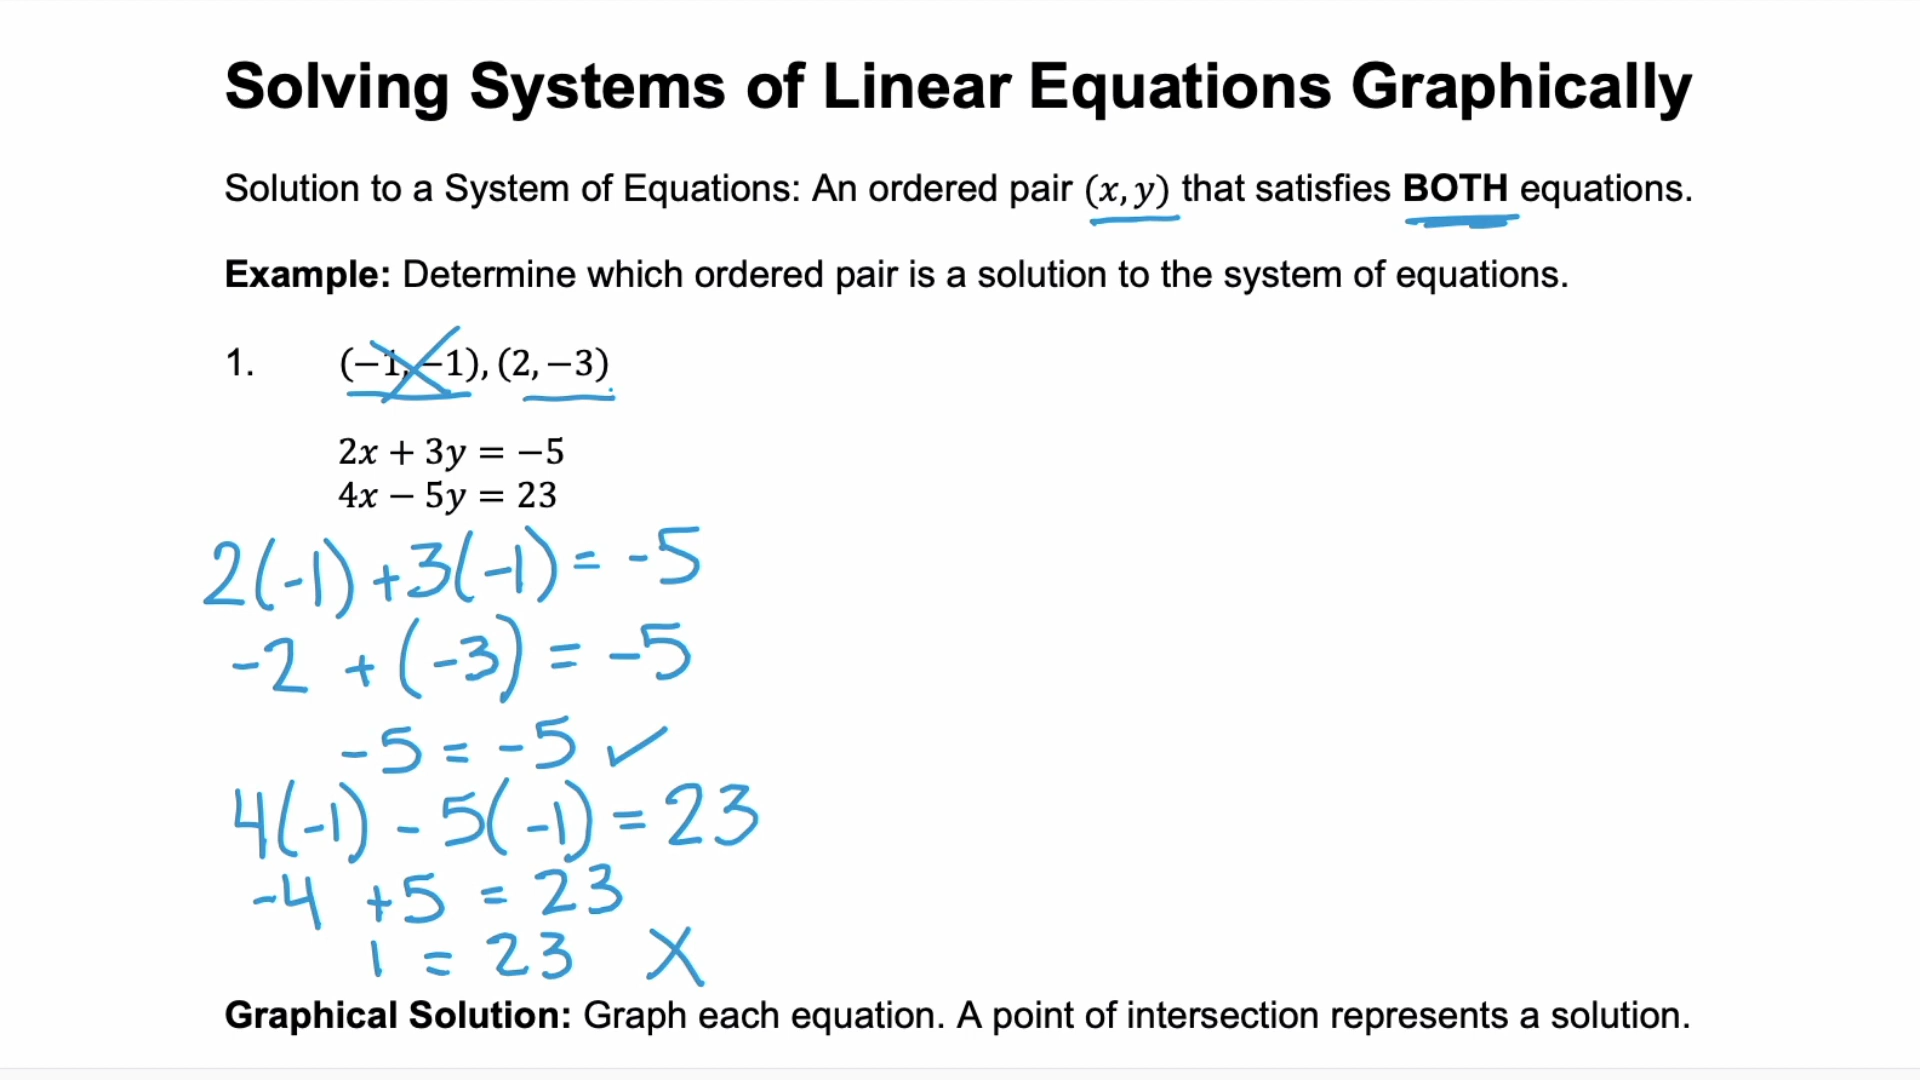 Solving Systems of Linear Equations Graphically
Solution to a System of Equations: An ordered pair (x, y) that satisfies BOTH equations.
Example: Determine which ordered pair is a solution to the system of equations.
1. (−1, −1), (2, −3)
2x + 3y = −5
4x − 5y = 23
2(-1) + 3(-1) = -5
-2 + (-3) = -5
-5 = -5 ✓
4(-1) - 5(-1) = 23
-4 + 5 = 23
1 = 23 X
Graphical Solution: Graph each equation. A point of intersection represents a solution.